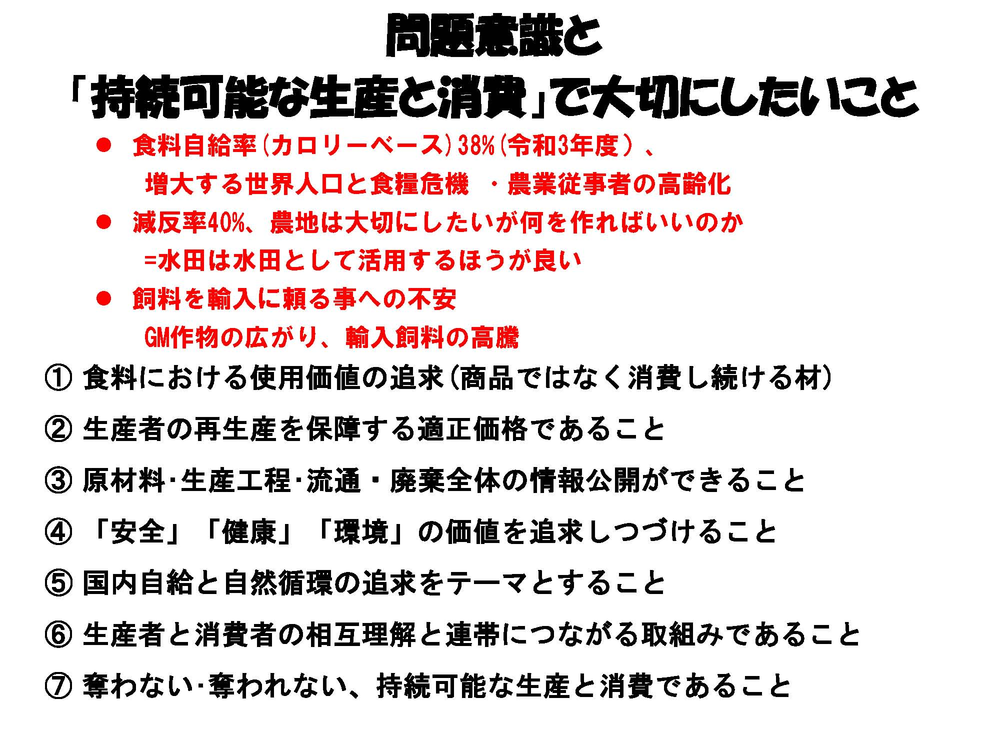 問題意識と
「持続可能な生産と消費」で大切にしたいこと
● 食料自給率(カロリーベース)38%(令和3年度）、
増大する世界人口と食糧危機 ・農業従事者の高齢化
● 減反率40%、農地は大切にしたいが何を作ればいいのか
=水田は水田として活用するほうが良い
● 飼料を輸入に頼る事への不安
GM作物の広がり、輸入飼料の高騰
① 食料における使用価値の追求(商品ではなく消費し続ける材)
② 生産者の再生産を保障する適正価格であること
③ 原材料･生産工程･流通・廃棄全体の情報公開ができること
④ 「安全」「健康」「環境」の価値を追求しつづけること
⑤ 国内自給と自然循環の追求をテーマとすること
⑥ 生産者と消費者の相互理解と連帯につながる取組みであること
⑦ 奪わない･奪われない、持続可能な生産と消費であること